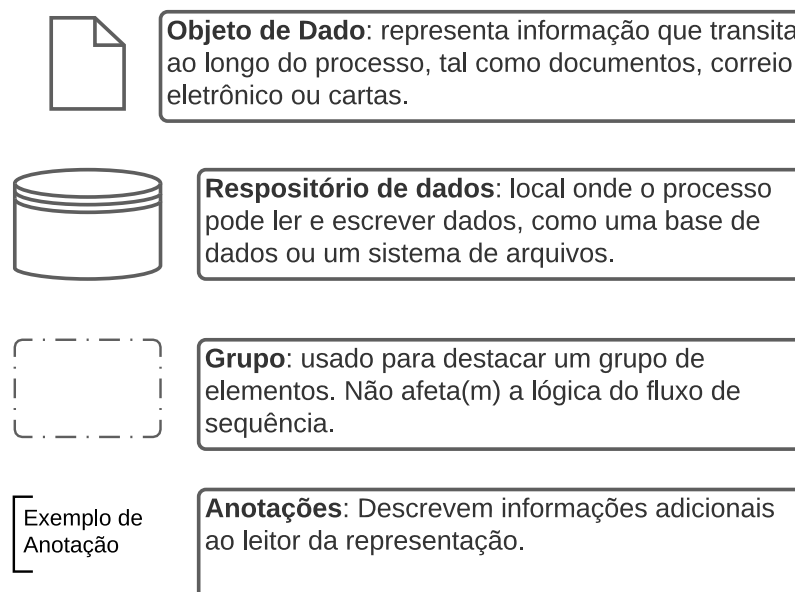 Objeto de Dado: representa informação que transita
ao longo do processo, tal como documentos, correio
eletrônico ou cartas.
Respositório de dados: local onde o processo
pode ler e escrever dados, como uma base de
dados ou um sistema de arquivos.
Grupo: usado para destacar um grupo de
elementos. Não afeta(m) a lógica do fluxo de
sequência.
Exemplo de
Anotação
Anotações: Descrevem informações adicionais
ao leitor da representação.